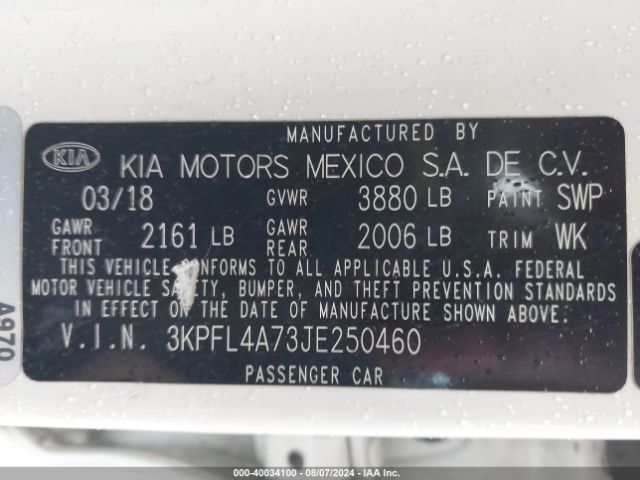 MANUFACTURED BY
KIA KIA MOTORS MEXICO S.A. DE C.V.
03/18 GVWR 3880 LB PAINT SWP
GAWR FRONT 2161 LB GAWR REAR 2006 LB TRIM WK
THIS VEHICLE CONFORMS TO ALL APPLICABLE U.S.A. FEDERAL
MOTOR VEHICLE SAFETY, BUMPER, AND THEFT PREVENTION STANDARDS
IN EFFECT ON THE DATE OF MANUFACTURE SHOWN ABOVE.
V.I.N. 3KPFL4A73JE250460
PASSENGER CAR
A970
000-40034100 - 08/07/2024 - IAAI.COM